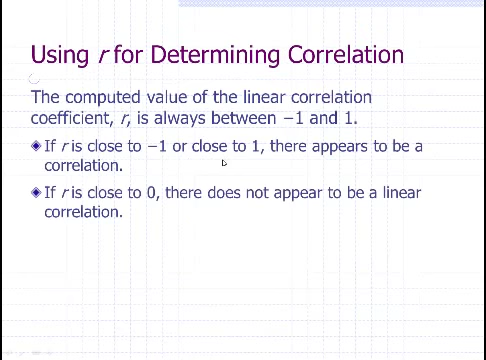 Using r for Determining Correlation
The computed value of the linear correlation
coefficient, r, is always between −1 and 1.
If r is close to −1 or close to 1, there appears to be a
correlation.
If r is close to 0, there does not appear to be a linear
correlation.